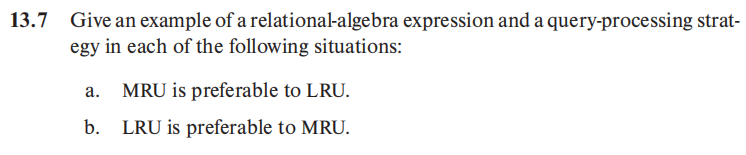 13.7 Give an example of a relational-algebra expression and a query-processing strat-
egy in each of the following situations:
a. MRU is preferable to LRU.
b. LRU is preferable to MRU.